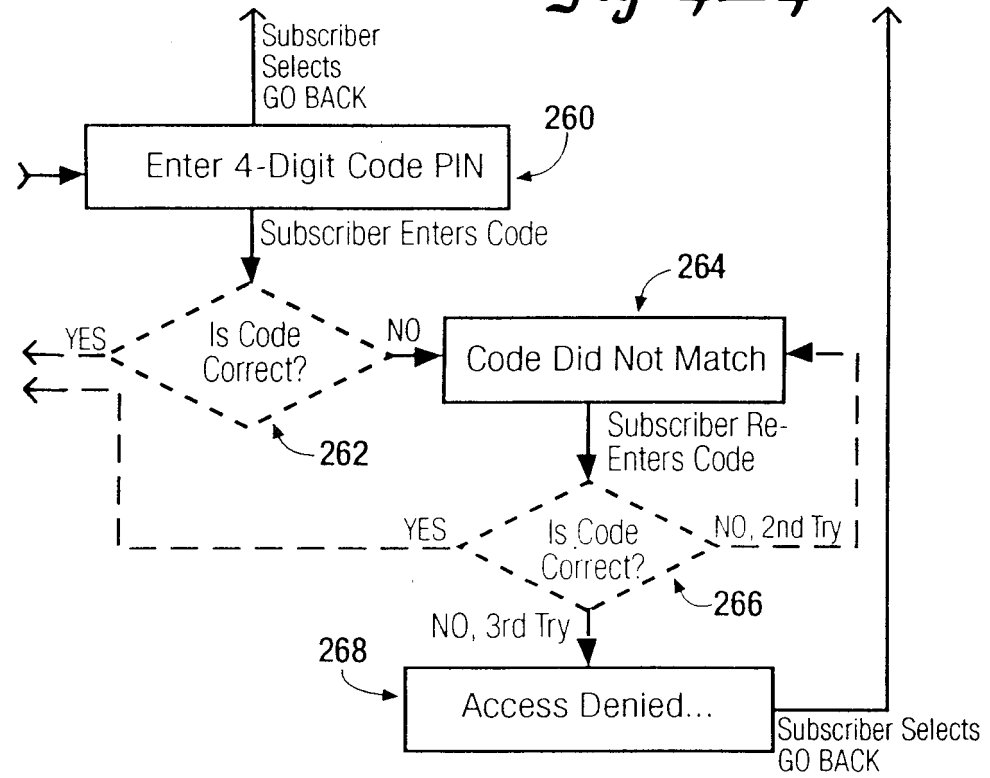 Subscriber
Selects
GO BACK
260
Enter 4-Digit Code PIN
Subscriber Enters Code
264
YES
Is Code
Correct?
NO
Code Did Not Match
262
Subscriber Re-
Enters Code
YES
Is Code
Correct?
NO, 2nd Try
266
NO, 3rd Try
268
Access Denied...
Subscriber Selects
GO BACK